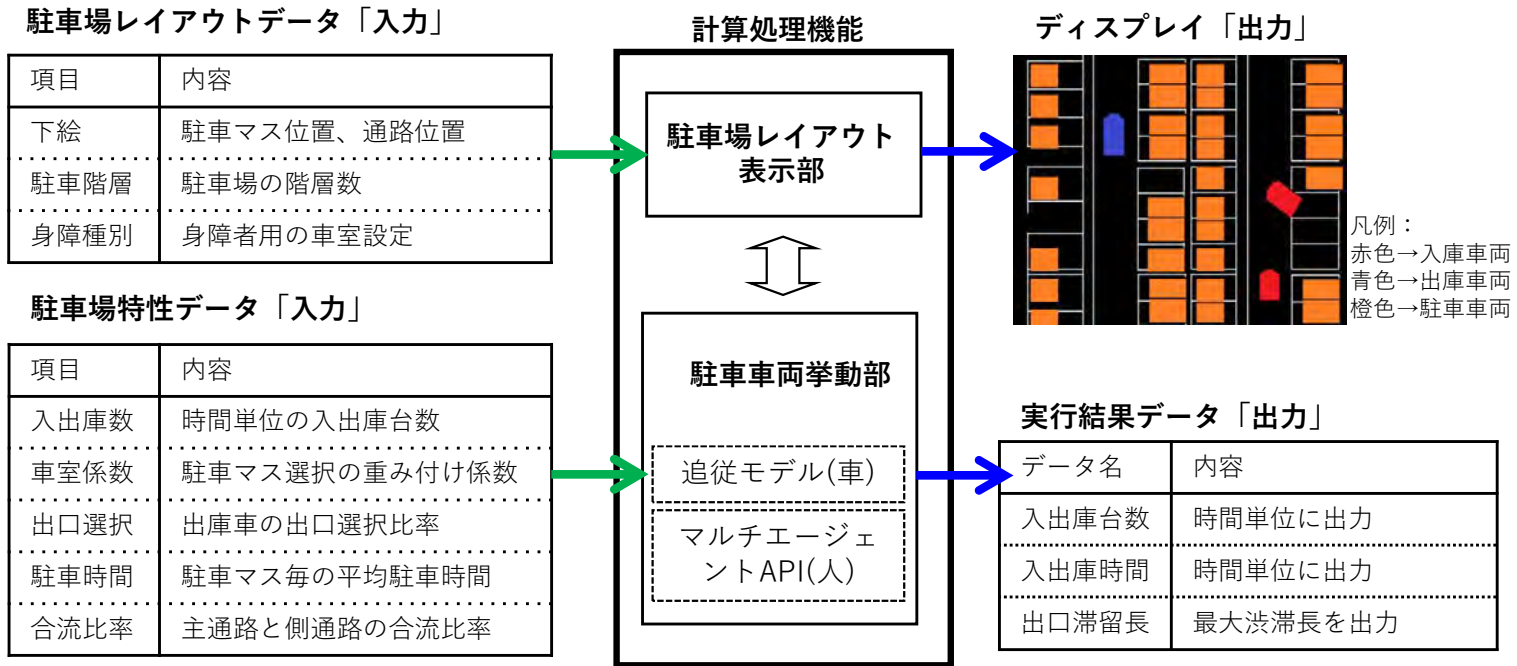 駐車場レイアウトデータ「入力」
項目 内容
下絵 駐車マス位置、通路位置
駐車階層 駐車場の階層数
身障種別 身障者用の車室設定
駐車場特性データ「入力」
項目 内容
入出庫数 時間単位の入出庫台数
車室係数 駐車マス選択の重み付け係数
出口選択 出庫車の出口選択比率
駐車時間 駐車マス毎の平均駐車時間
合流比率 主通路と側通路の合流比率
計算処理機能
駐車場レイアウト
表示部
駐車車両挙動部
追従モデル(車)
マルチエージェ
ントAPI(人)
ディスプレイ「出力」
凡例：
赤色→入庫車両
青色→出庫車両
橙色→駐車車両
実行結果データ「出力」
データ名 内容
入出庫台数 時間単位に出力
入出庫時間 時間単位に出力
出口滞留長 最大渋滞長を出力